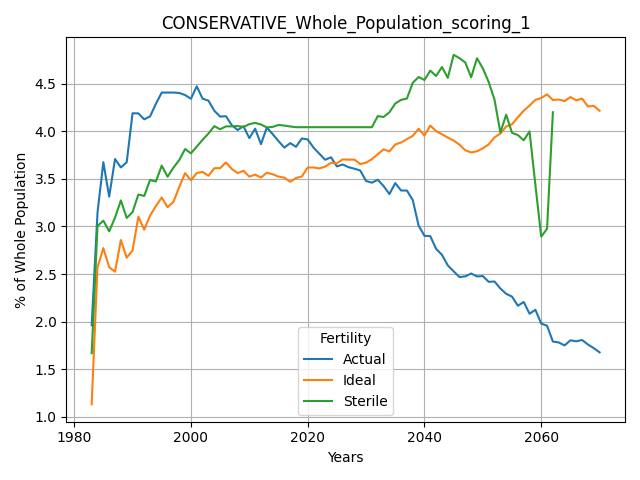 CONSERVATIVE_Whole_Population_scoring_1
% of Whole Population
4.5
4.0
3.5
3.0
2.5
2.0
1.5
1.0
Fertility
Actual
Ideal
Sterile
1980 2000 2020 2040 2060
Years